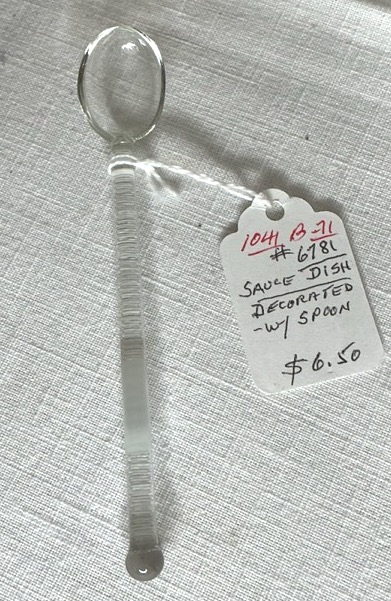 1041 B-71
# 6781
SAUCE DISH
DECORATED
-W/ SPOON
$6.50